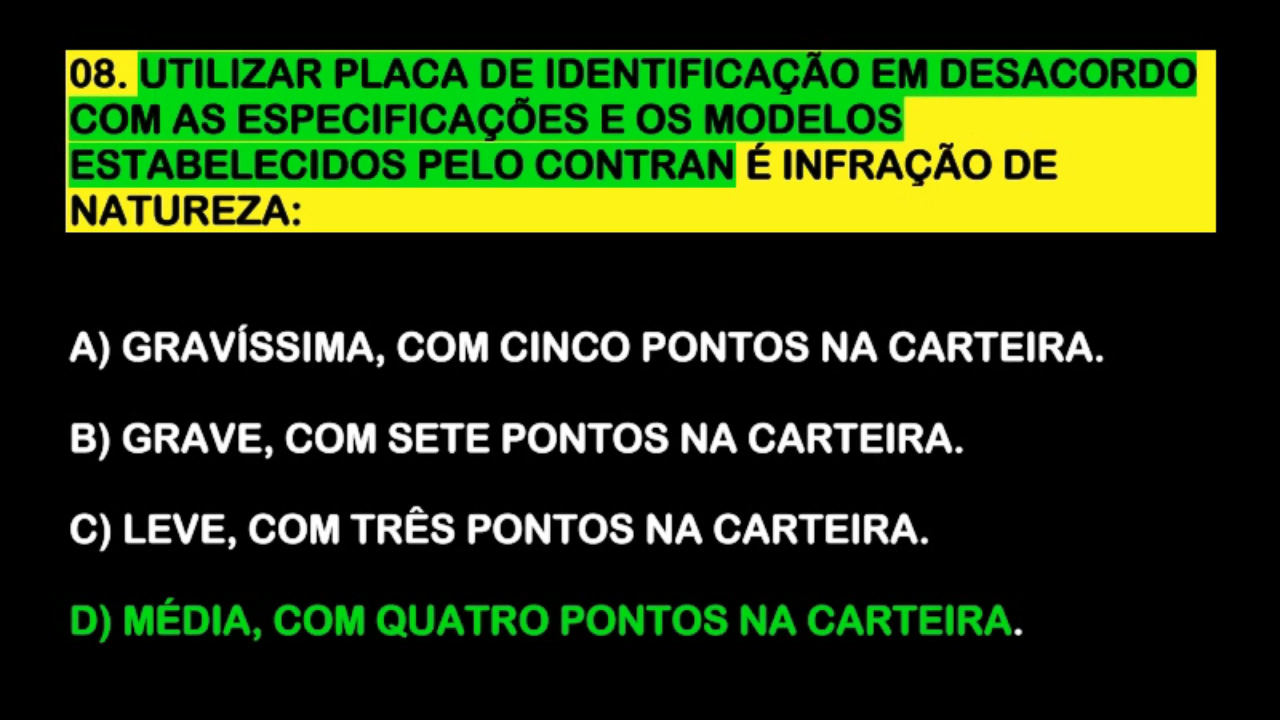 08. UTILIZAR PLACA DE IDENTIFICAÇÃO EM DESACORDO
COM AS ESPECIFICAÇÕES E OS MODELOS
ESTABELECIDOS PELO CONTRAN É INFRAÇÃO DE
NATUREZA:
A) GRAVÍSSIMA, COM CINCO PONTOS NA CARTEIRA.
B) GRAVE, COM SETE PONTOS NA CARTEIRA.
C) LEVE, COM TRÊS PONTOS NA CARTEIRA.
D) MÉDIA, COM QUATRO PONTOS NA CARTEIRA.